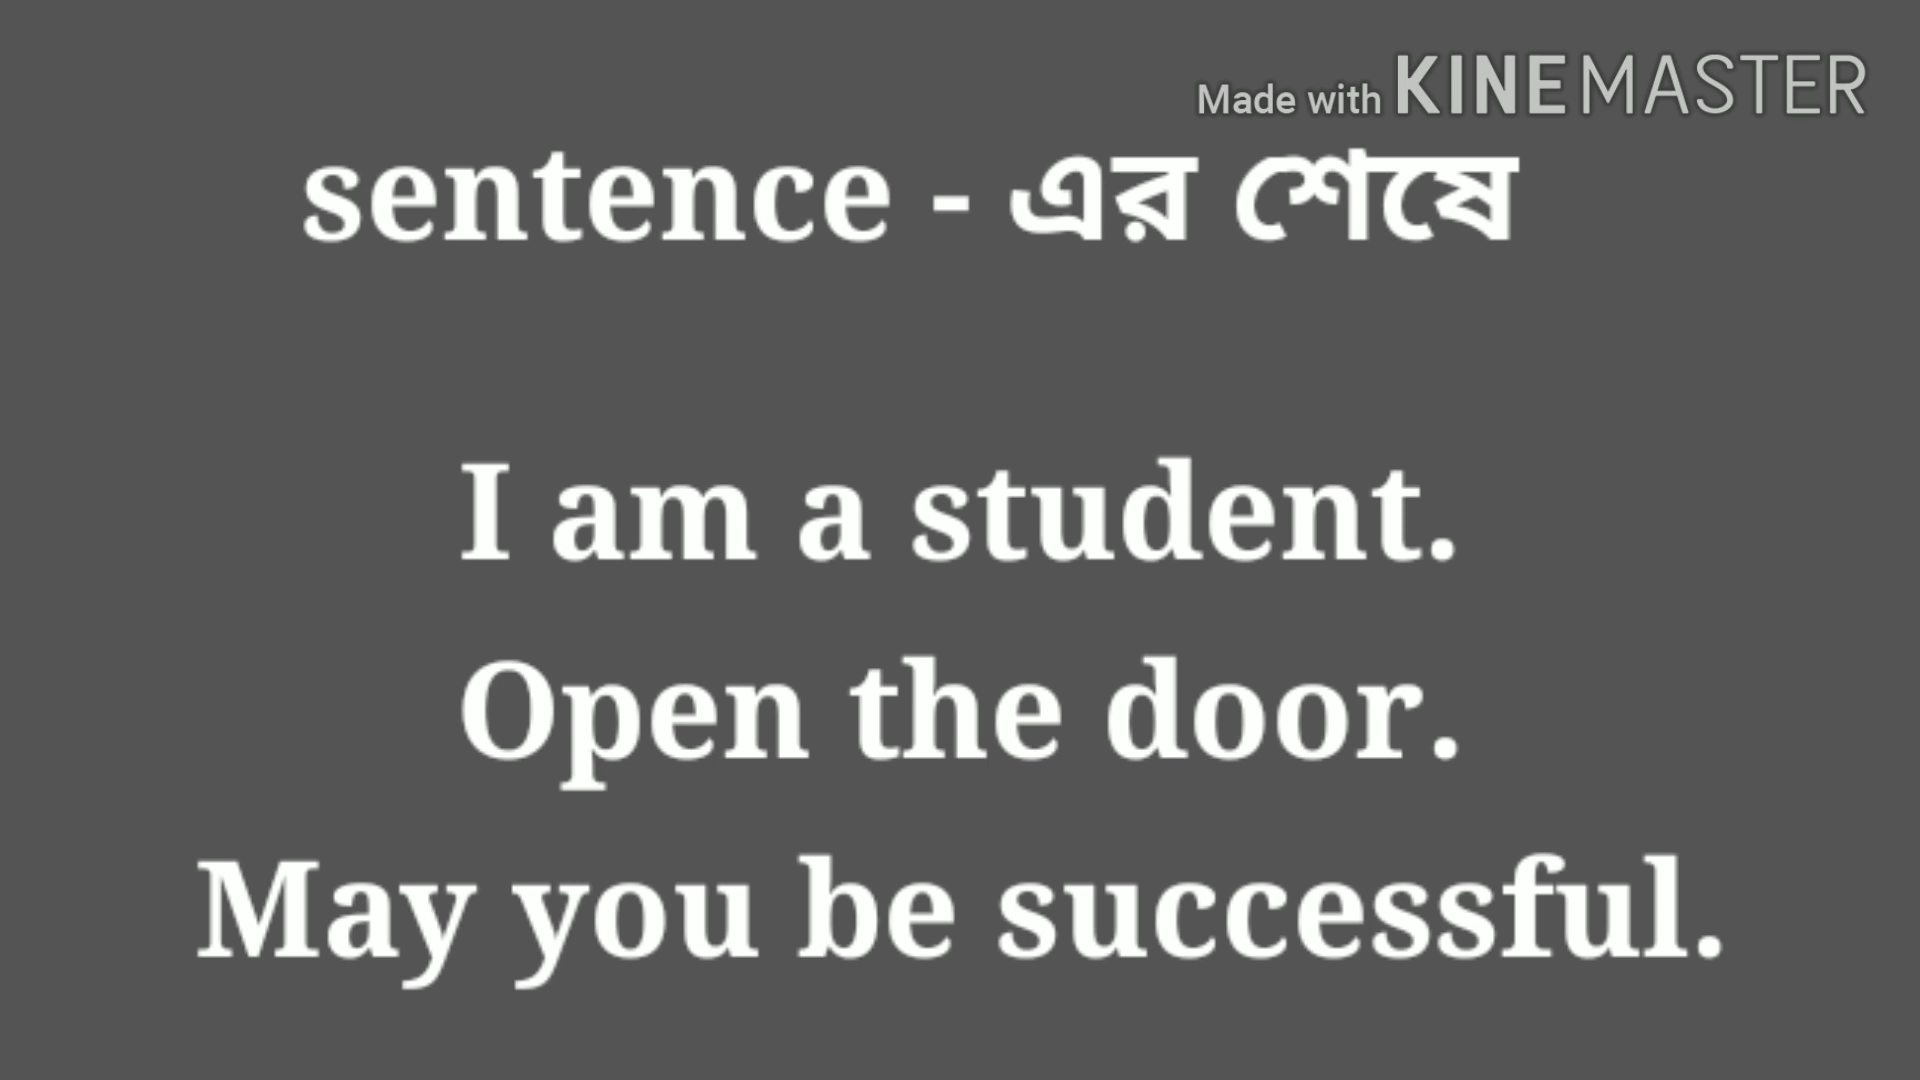 Made with KINEMASTER
sentence - এর শেষে
I am a student.
Open the door.
May you be successful.